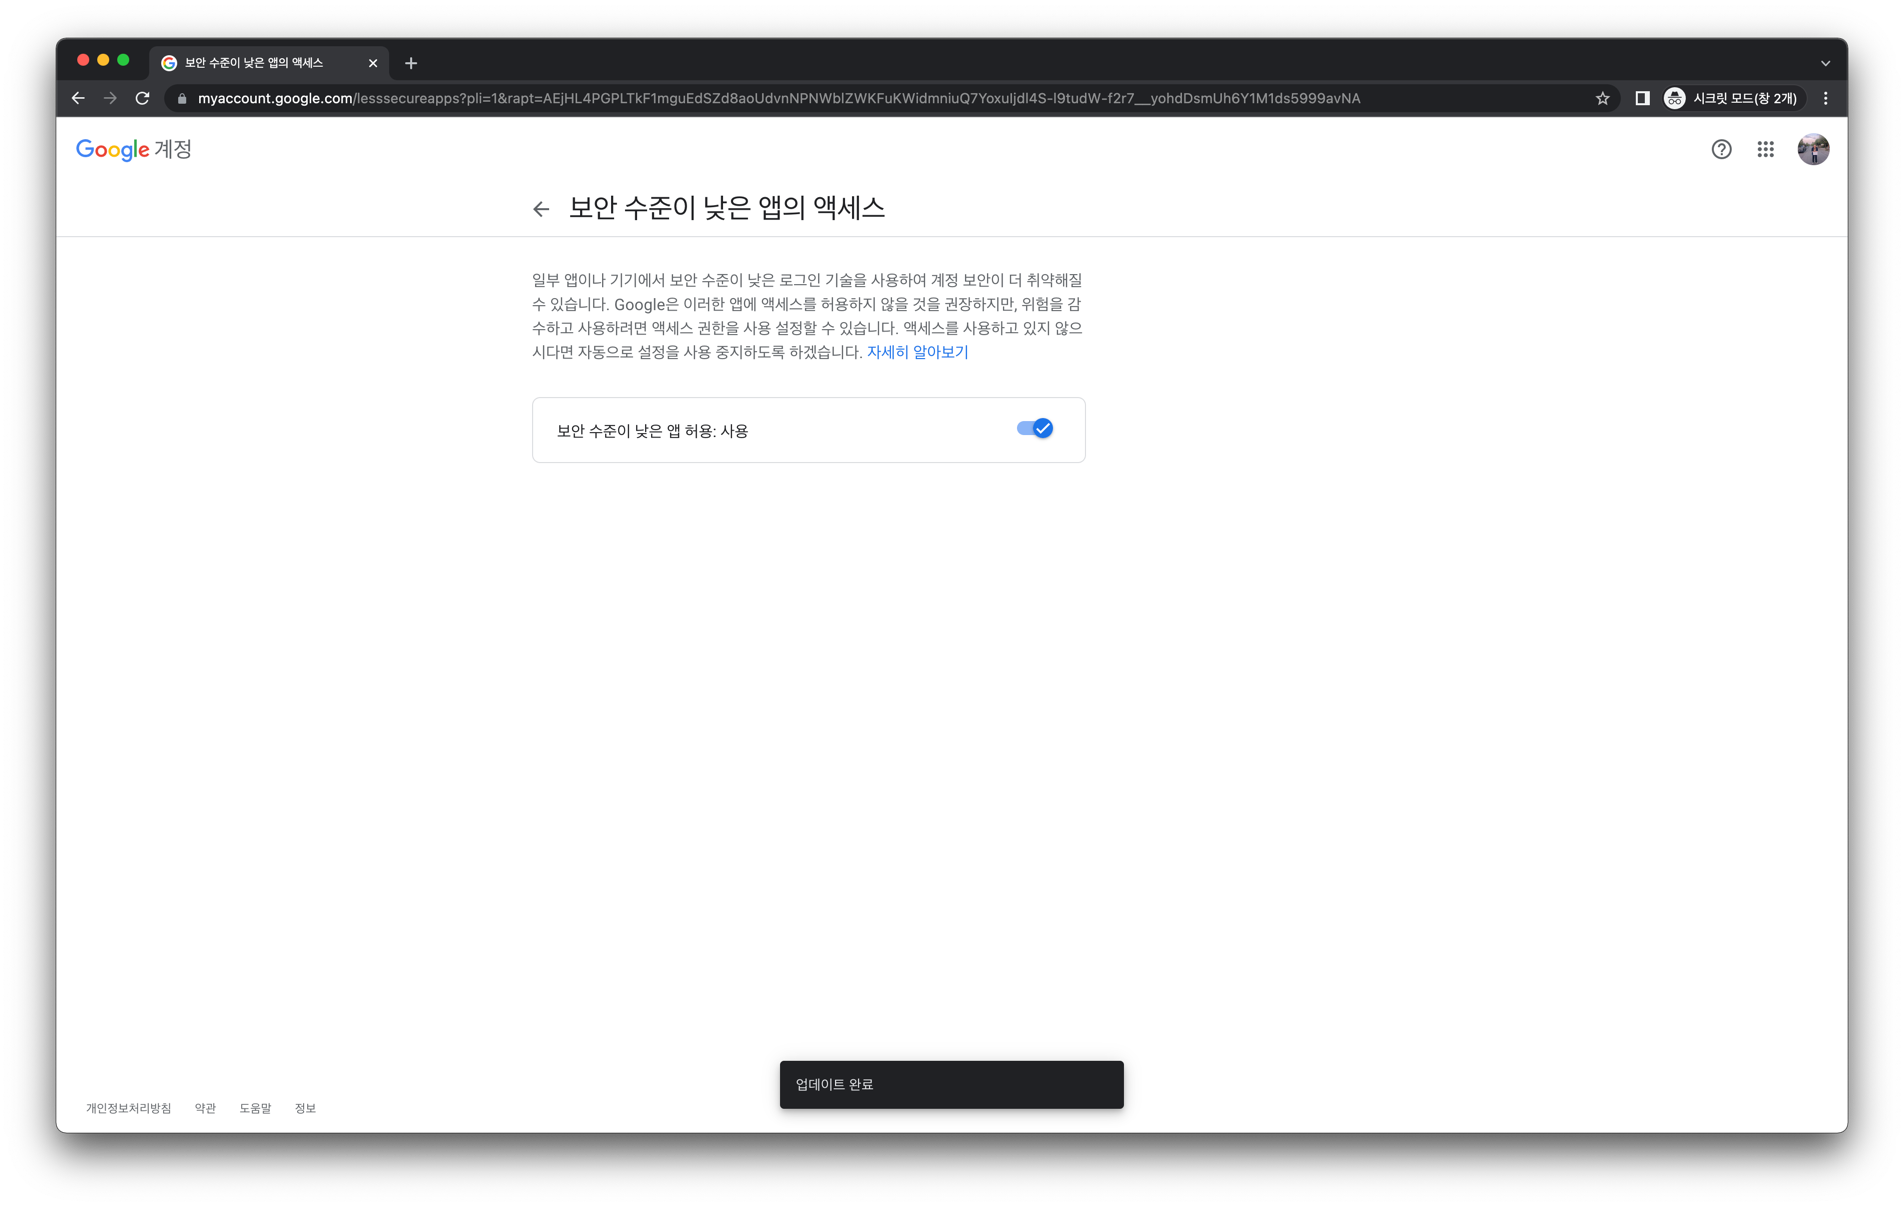 보안 수준이 낮은 앱의 액세스
myaccount.google.com/lesssecureapps?pli=1&rapt=AEjHL4PGPLTkF1mguEdSZd8aoUdvnNPNWblZWKFuKWidmniuQ7YoxuIjdl4S-l9tudW-f2r7__yohdDsmUh6Y1M1ds5999avNA
시크릿 모드(창 2개)
Google 계정
보안 수준이 낮은 앱의 액세스
일부 앱이나 기기에서 보안 수준이 낮은 로그인 기술을 사용하여 계정 보안이 더 취약해질
수 있습니다. Google은 이러한 앱에 액세스를 허용하지 않을 것을 권장하지만, 위험을 감
수하고 사용하려면 액세스 권한을 사용 설정할 수 있습니다. 액세스를 사용하고 있지 않으
시다면 자동으로 설정을 사용 중지하도록 하겠습니다. 자세히 알아보기
보안 수준이 낮은 앱 허용: 사용
업데이트 완료
개인정보처리방침 약관 도움말 정보